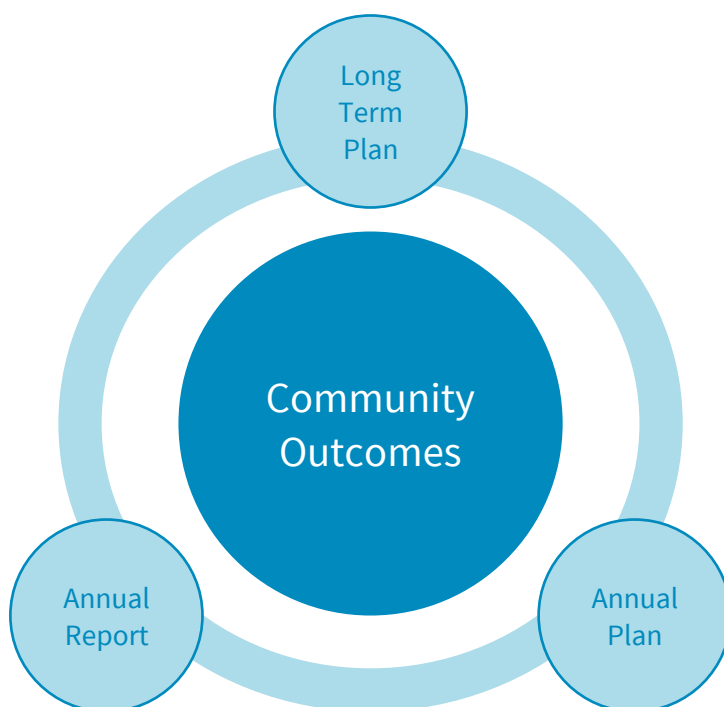 Long
Term
Plan
Community
Outcomes
Annual
Report
Annual
Plan